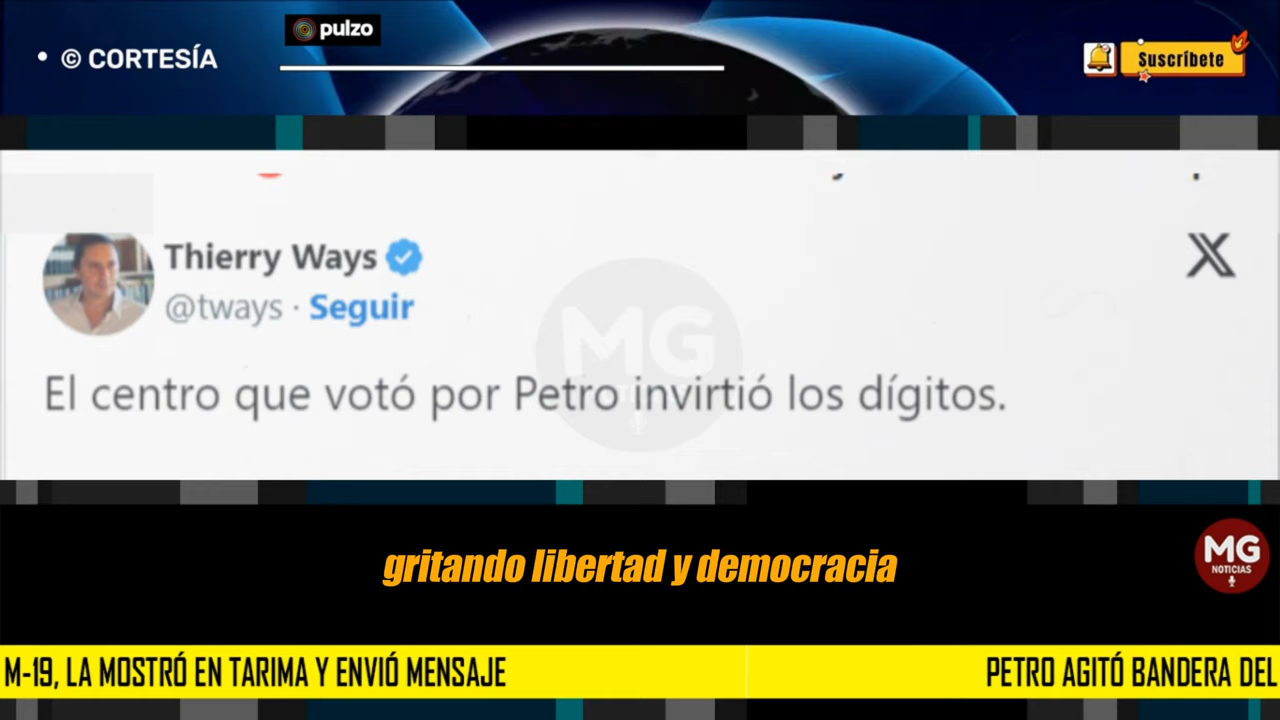 • © CORTESÍA
pulzo
Suscríbete
Thierry Ways
@tways · Seguir
X
El centro que votó por Petro invirtió los dígitos.
MG
gritando libertad y democracia
MG
NOTICIAS
M-19, LA MOSTRÓ EN TARIMA Y ENVIÓ MENSAJE
PETRO AGITÓ BANDERA DEL